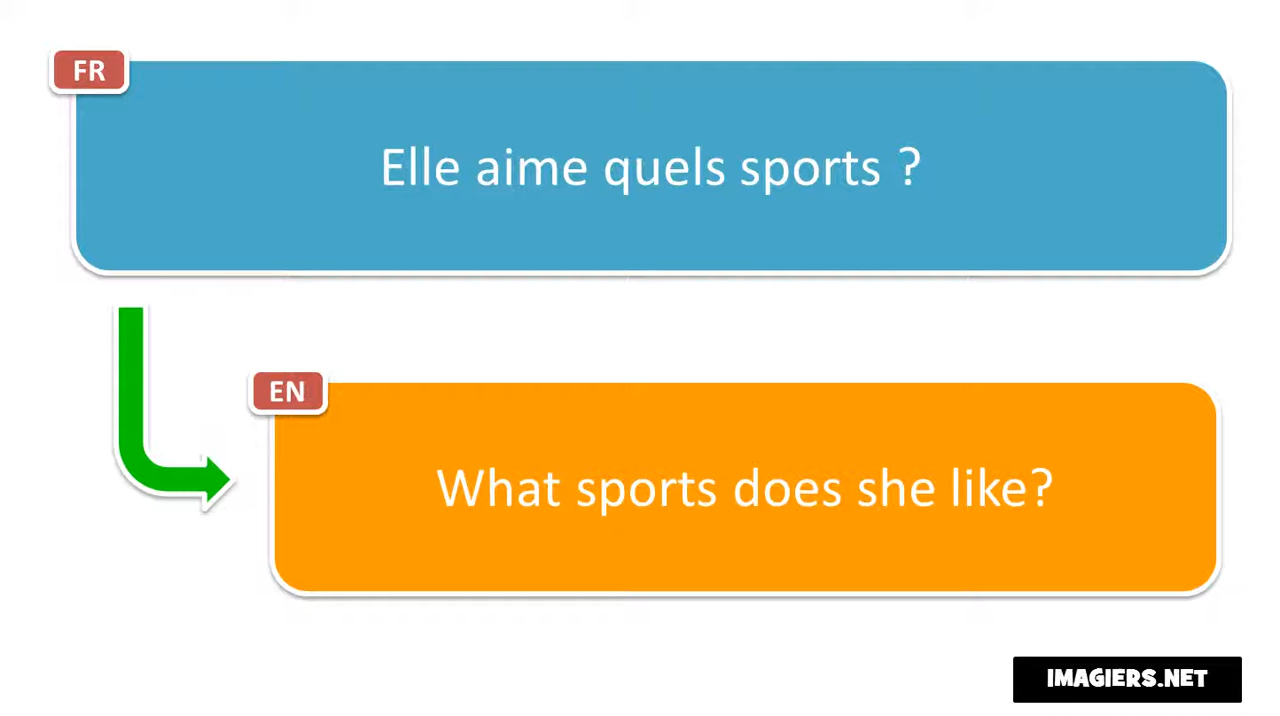 FR
Elle aime quels sports ?
EN
What sports does she like?
IMAGIERS.NET